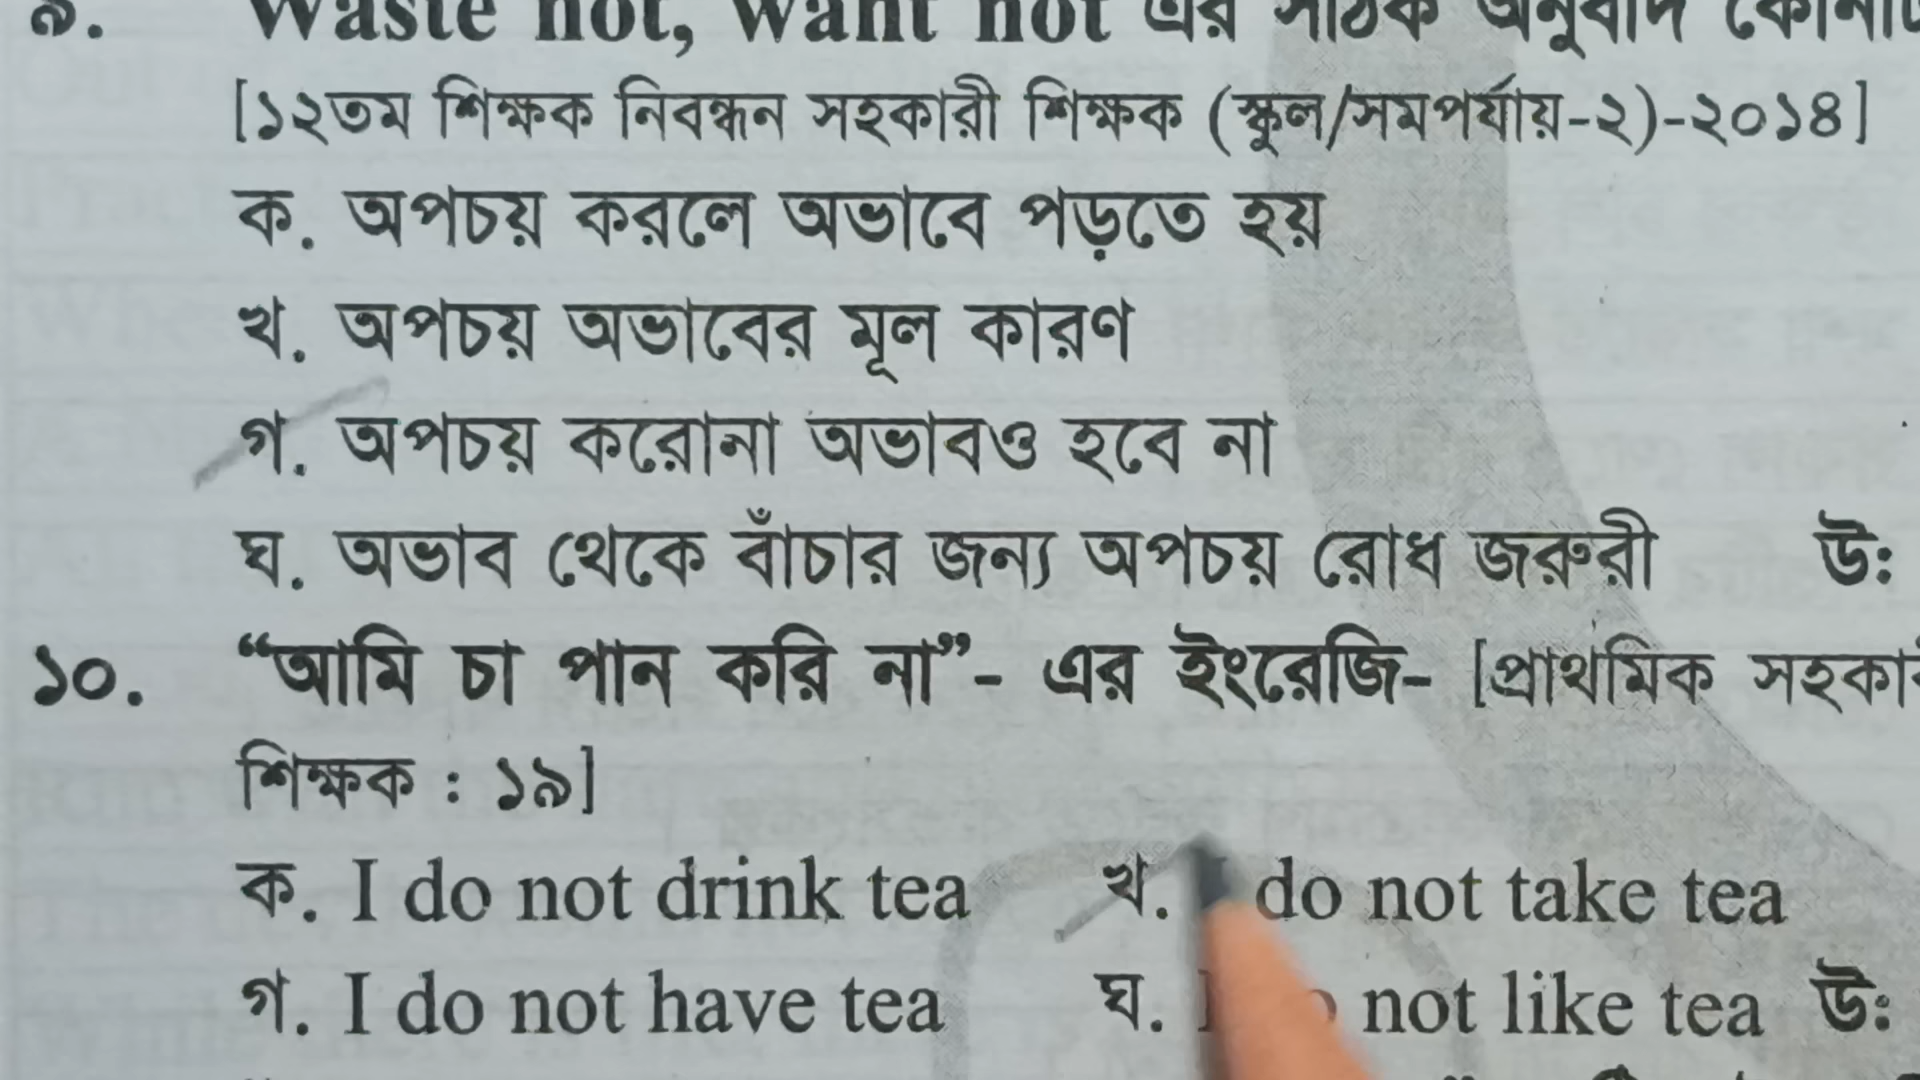 ৯. Waste not, want not এর সঠিক অনুবাদ
[১২তম শিক্ষক নিবন্ধন সহকারী শিক্ষক (স্কুল/সমপর্যায়-২)-২০১৪]
ক. অপচয় করলে অভাবে পড়তে হয়
খ. অপচয় অভাবের মূল কারণ
গ. অপচয় করোনা অভাবও হবে না
ঘ. অভাব থেকে বাঁচার জন্য অপচয় রোধ জরুরী উ:
১০. “আমি চা পান করি না”- এর ইংরেজি- [প্রাথমিক
শিক্ষক : ১৯]
ক. I do not drink tea খ. I do not take tea
গ. I do not have tea ঘ. I not like tea উ: